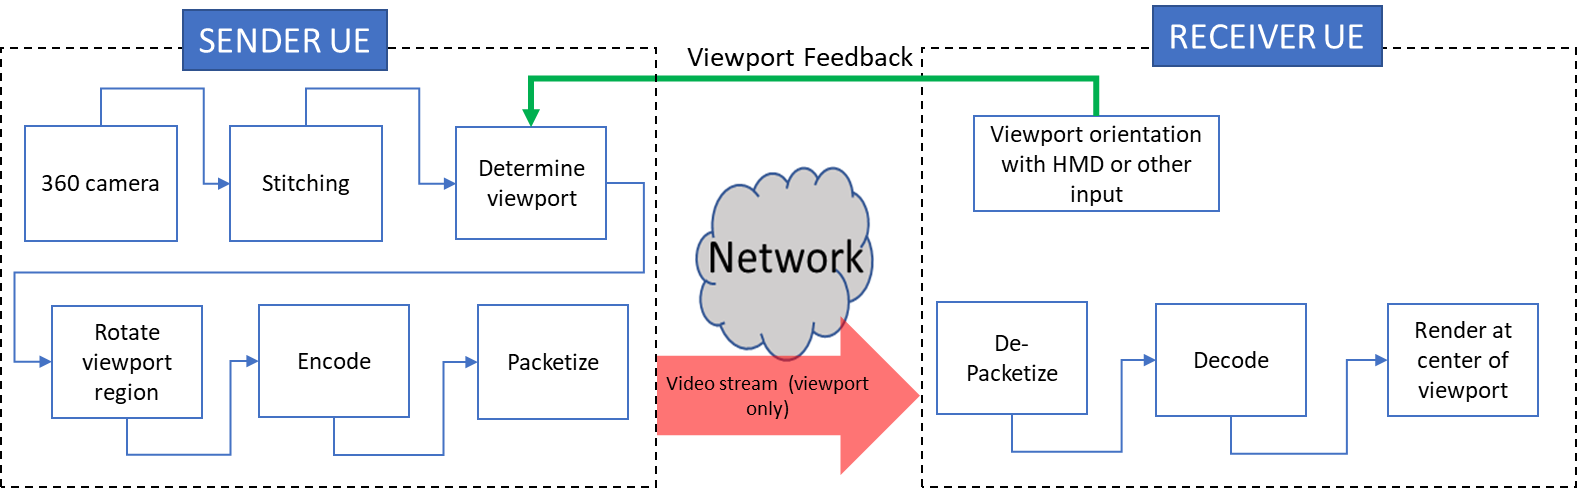 SENDER UE
RECEIVER UE
Viewport Feedback
360 camera
Stitching
Determine
viewport
Viewport orientation
with HMD or other
input
Network
Rotate
viewport
region
Encode
Packetize
Video stream (viewport
only)
De-
Packetize
Decode
Render at
center of
viewport